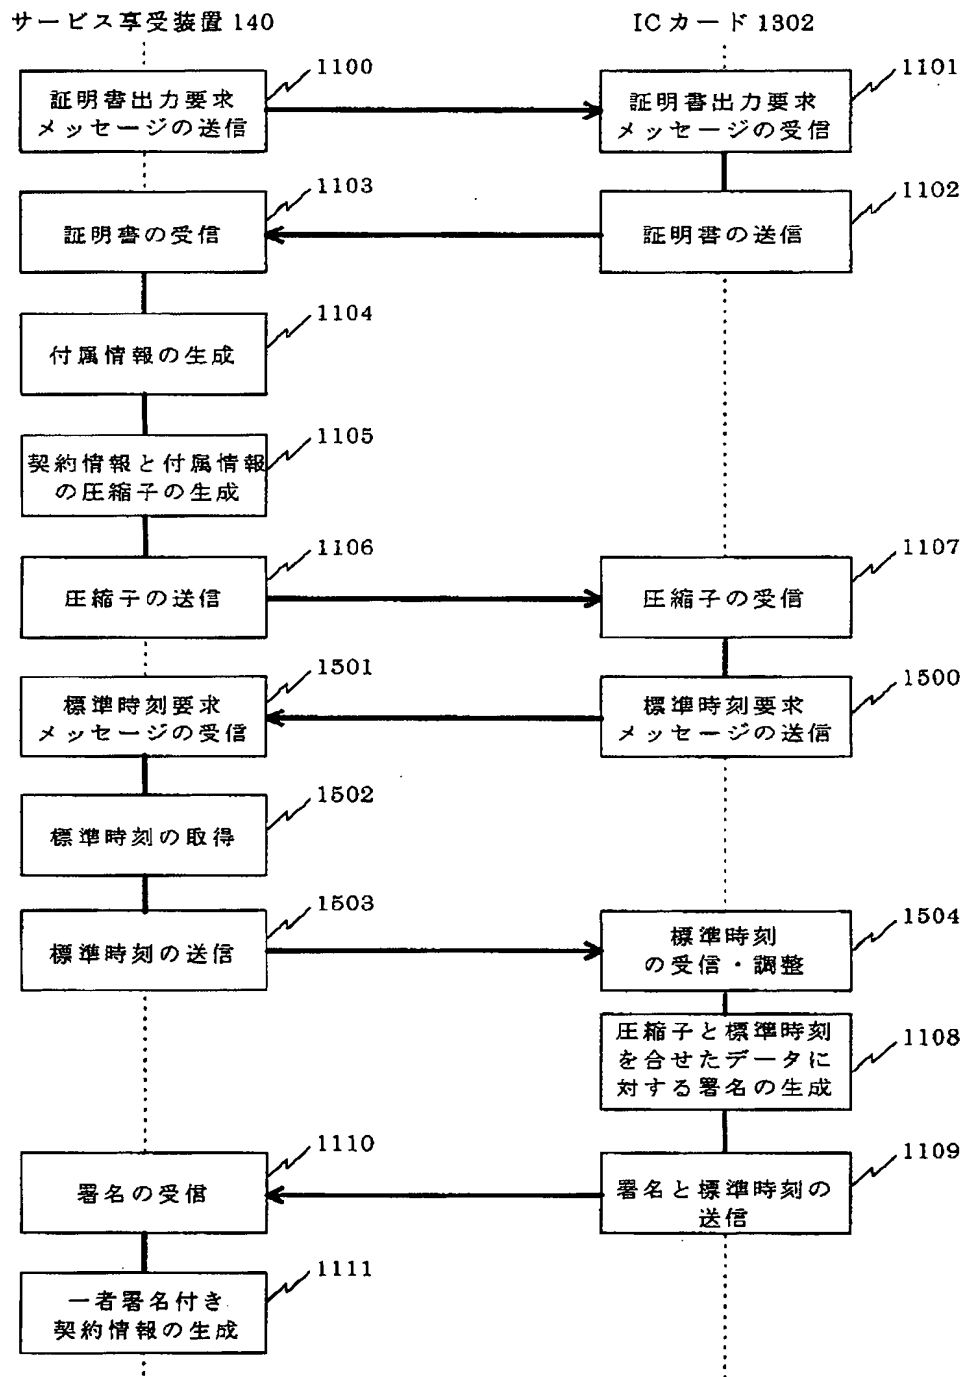 サービス享受装置 140
ICカード 1302
1100
証明書出力要求
メッセージの送信
1101
証明書出力要求
メッセージの受信
1103
証明書の受信
1102
証明書の送信
1104
付属情報の生成
1105
契約情報と付属情報
の圧縮子の生成
1106
圧縮子の送信
1107
圧縮子の受信
1501
標準時刻要求
メッセージの受信
1500
標準時刻要求
メッセージの送信
1502
標準時刻の取得
1503
標準時刻の送信
1504
標準時刻
の受信・調整
1108
圧縮子と標準時刻
を合せたデータに
対する署名の生成
1110
署名の受信
1109
署名と標準時刻の
送信
1111
一者署名付き
契約情報の生成